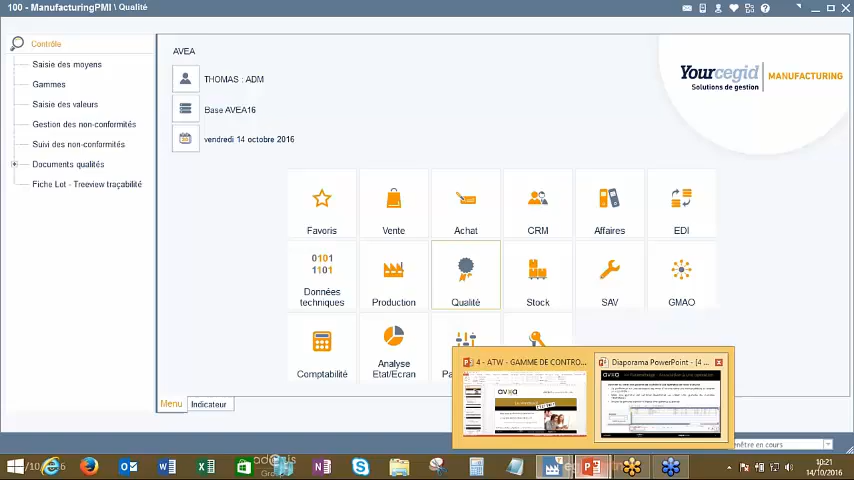 100 - ManufacturingPMI \ Qualité
Contrôle
Saisie des moyens
Gammes
Saisie des valeurs
Gestion des non-conformités
Suivi des non-conformités
Documents qualités
Fiche Lot - Treeview traçabilité
AVEA
THOMAS : ADM
Base AVEA16
vendredi 14 octobre 2016
Yourcegid
Solutions de gestion
MANUFACTURING
Favoris
Vente
Achat
CRM
Affaires
EDI
0101
1101
Données
techniques
Production
Qualité
Stock
SAV
GMAO
Comptabilité
Analyse
Etat/Ecran
4 - ATW - GAMME DE CONTRO...
Diaporama PowerPoint - [4 ...
Menu
Indicateur
10:21
14/10/2016